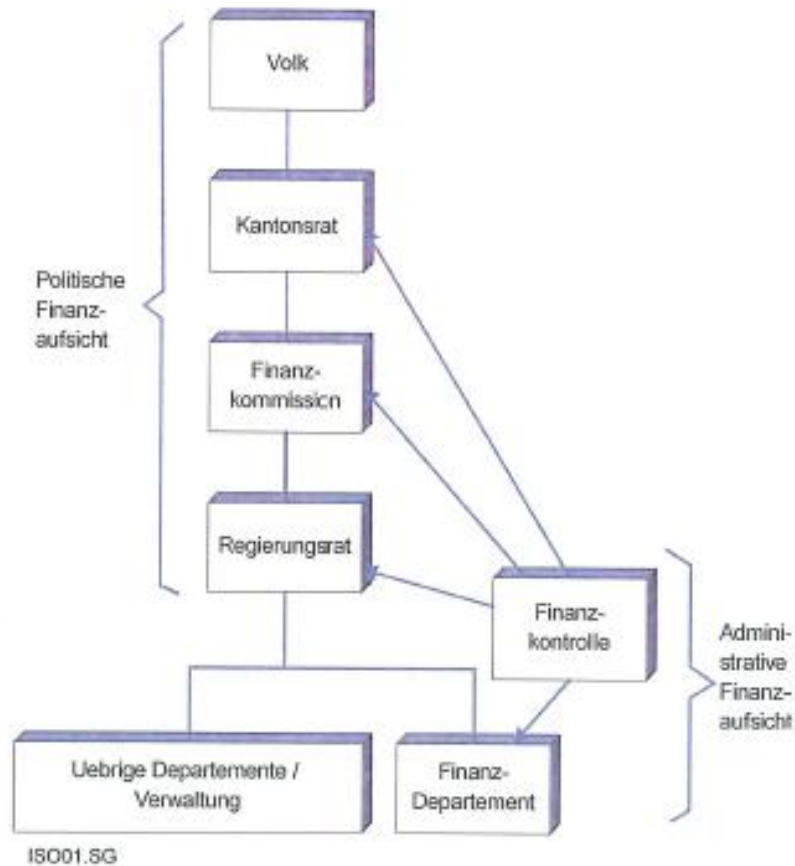 Volk
Kantonsrat
Politische
Finanz-
aufsicht
Finanz-
kommission
Regierungsrat
Finanz-
kontrolle
Admini-
strative
Finanz-
aufsicht
Uebrige Departemente /
Verwaltung
Finanz-
Departement
ISO01.SG